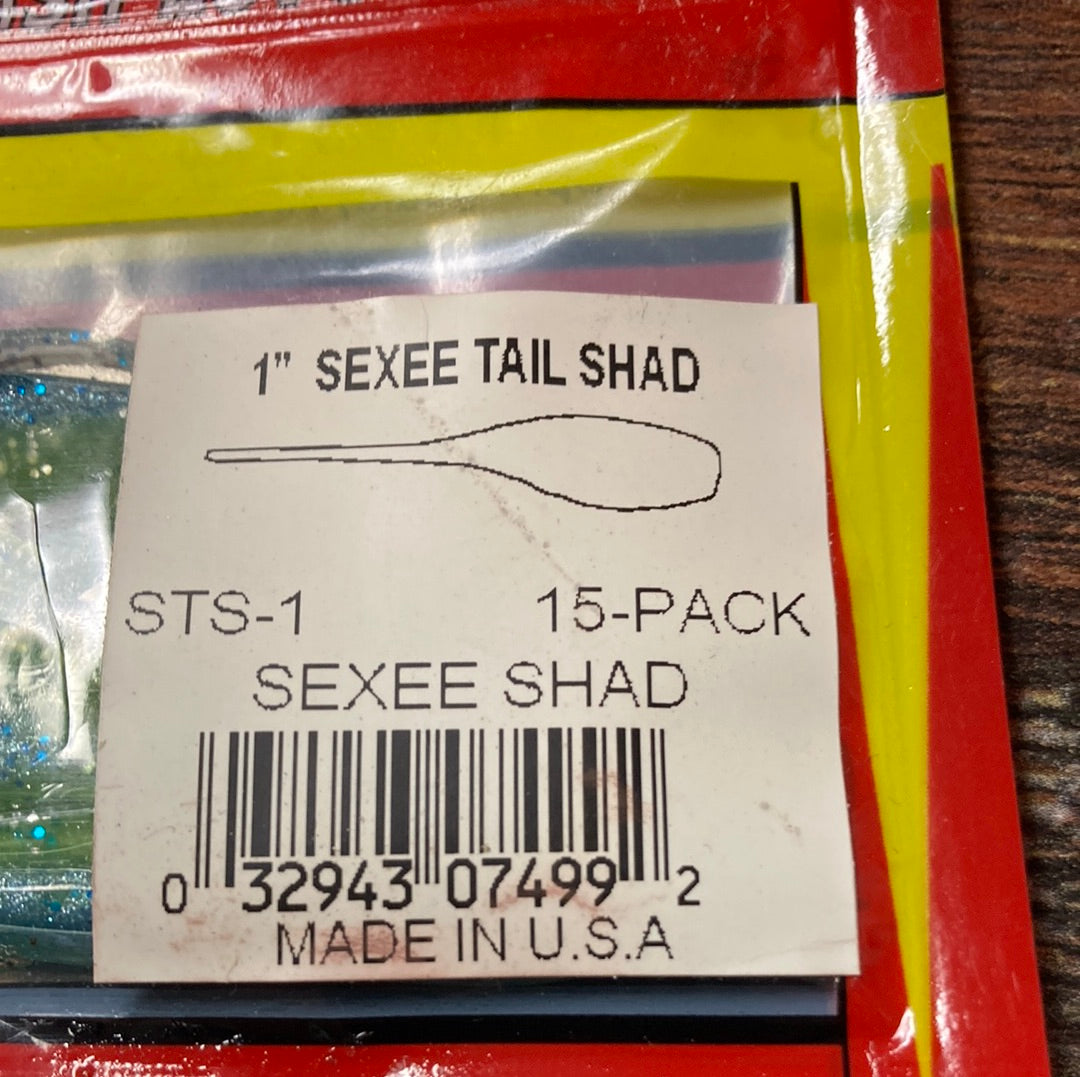 1" SEXEE TAIL SHAD
STS-1 15-PACK
SEXEE SHAD
0 32943 07499 2
MADE IN U.S.A